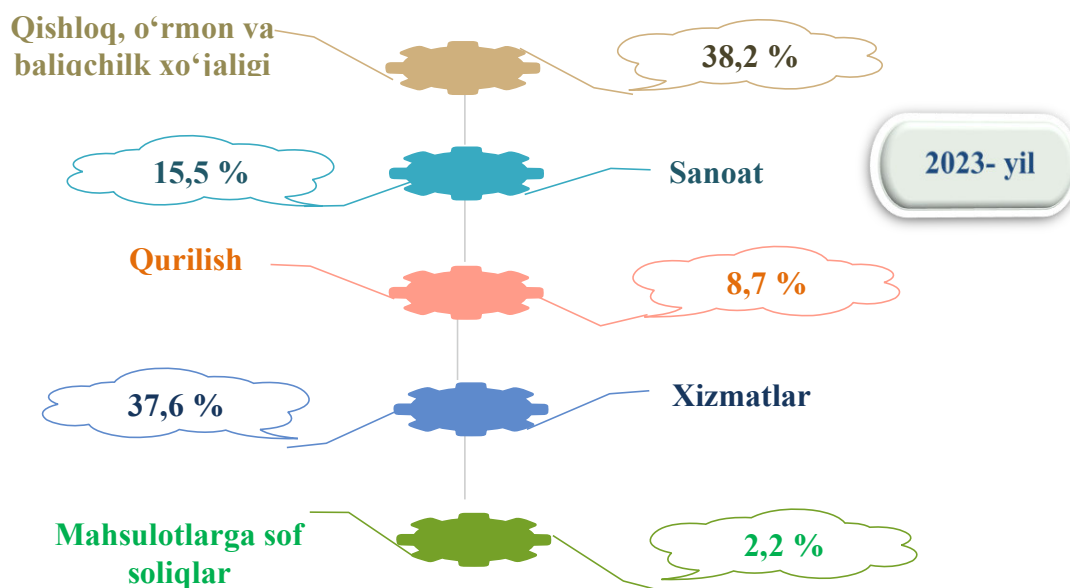 Qishloq, o‘rmon va
baliqchilk xo‘jaligi
38,2 %
15,5 %
Sanoat
2023- yil
Qurilish
8,7 %
37,6 %
Xizmatlar
Mahsulotlarga sof
soliqlar
2,2 %